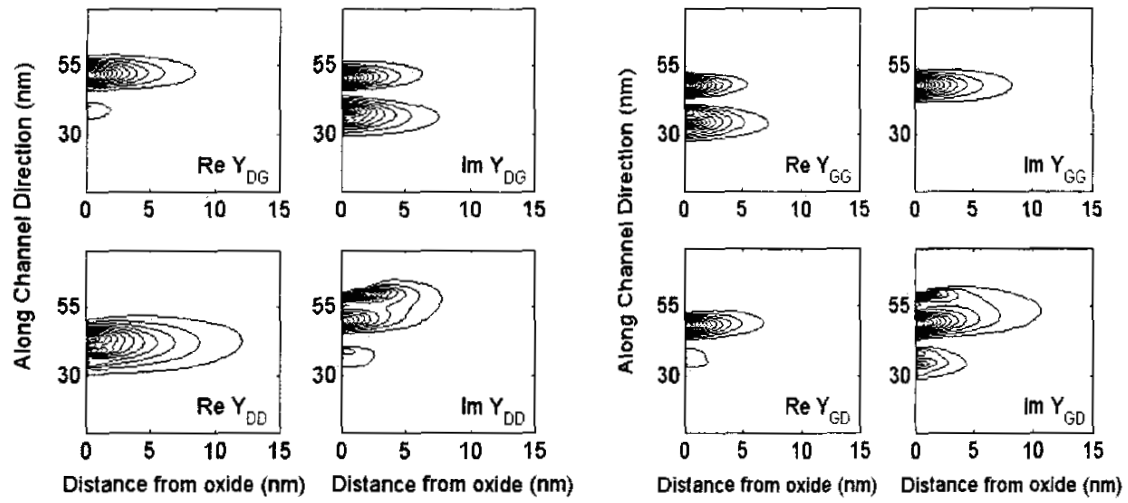 Along Channel Direction (nm)
55
30
Re Y_DG
0 5 10 15
55
30
Im Y_DG
0 5 10 15
55
30
Re Y_DD
0 5 10 15
Distance from oxide (nm)
55
30
Im Y_DD
0 5 10 15
Distance from oxide (nm)
Along Channel Direction (nm)
55
30
Re Y_GG
0 5 10 15
55
30
Im Y_GG
0 5 10 15
55
30
Re Y_GD
0 5 10 15
Distance from oxide (nm)
55
30
Im Y_GD
0 5 10 15
Distance from oxide (nm)